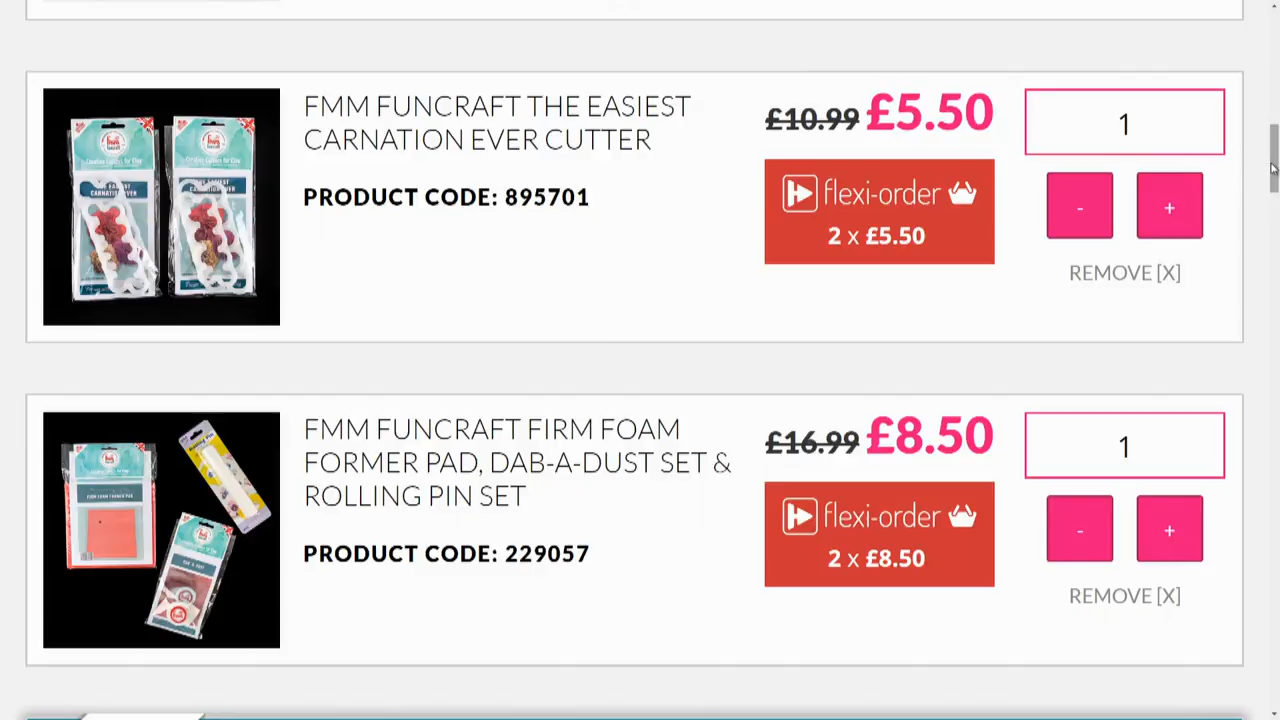 FMM FUNCRAFT THE EASIEST
CARNATION EVER CUTTER
PRODUCT CODE: 895701
£10.99 £5.50
flexi-order
2 x £5.50
1
-
+
REMOVE [X]
FMM FUNCRAFT FIRM FOAM
FORMER PAD, DAB-A-DUST SET &
ROLLING PIN SET
PRODUCT CODE: 229057
£16.99 £8.50
flexi-order
2 x £8.50
1
-
+
REMOVE [X]